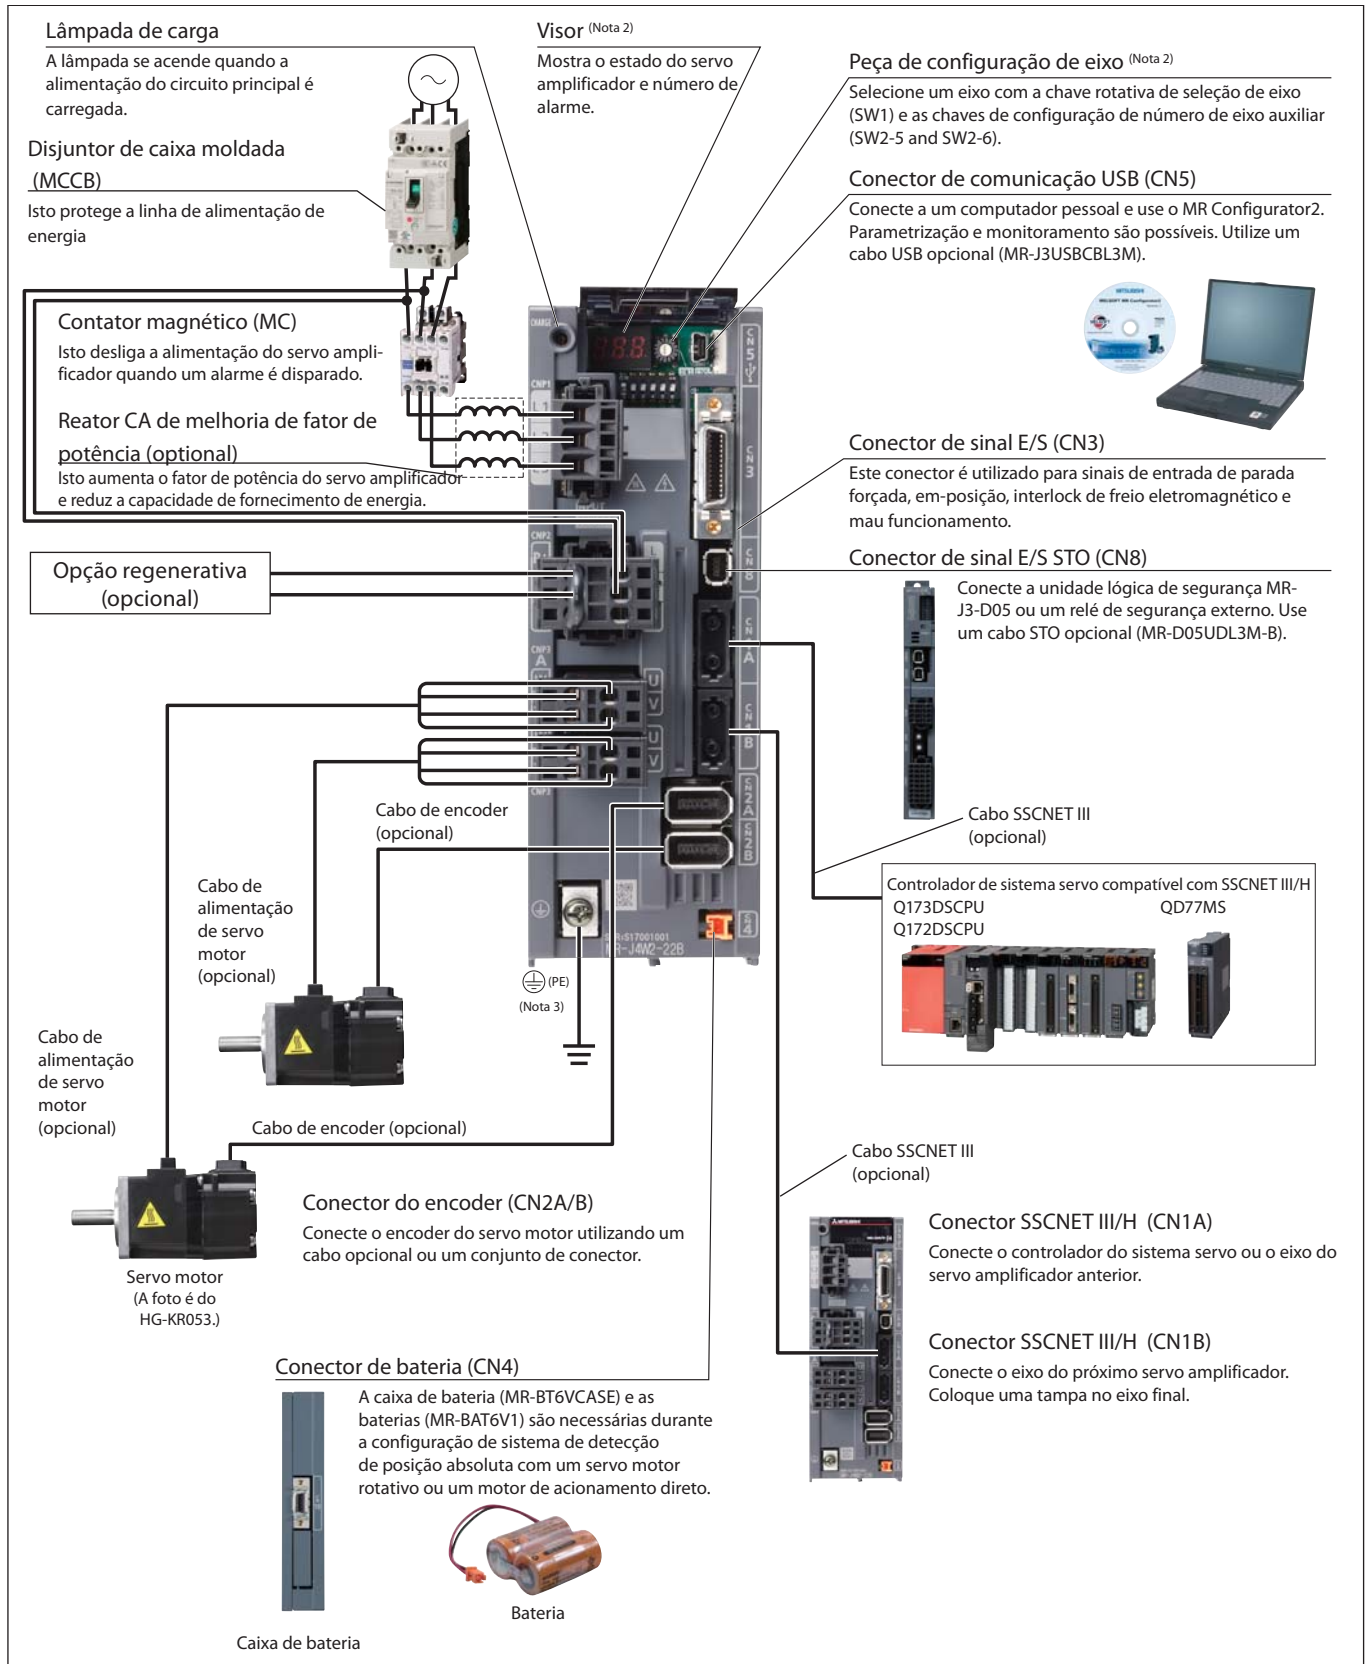 Lâmpada de carga
A lâmpada se acende quando a
alimentação do circuito principal é
carregada.
Visor (Nota 2)
Mostra o estado do servo
amplificador e número de
alarme.
Peça de configuração de eixo (Nota 2)
Selecione um eixo com a chave rotativa de seleção de eixo
(SW1) e as chaves de configuração de número de eixo auxiliar
(SW2-5 and SW2-6).
Disjuntor de caixa moldada
(MCCB)
Isto protege a linha de alimentação de
energia
Conector de comunicação USB (CN5)
Conecte a um computador pessoal e use o MR Configurator2.
Parametrização e monitoramento são possíveis. Utilize um
cabo USB opcional (MR-J3USBCBL3M).
Contator magnético (MC)
Isto desliga a alimentação do servo ampli-
ficador quando um alarme é disparado.
Reator CA de melhoria de fator de
potência (optional)
Isto aumenta o fator de potência do servo amplificador
e reduz a capacidade de fornecimento de energia.
CHARGE
CNP1
L1
CN5
CN3
CNP2
CN8
CNP3
A
U
V
A
B
U
V
CN2A
CN2B
CN4
MR-J4W2-22B
Conector de sinal E/S (CN3)
Este conector é utilizado para sinais de entrada de parada
forçada, em-posição, interlock de freio eletromagnético e
mau funcionamento.
Opção regenerativa
(opcional)
Conector de sinal E/S STO (CN8)
Conecte a unidade lógica de segurança MR-
J3-D05 ou um relé de segurança externo. Use
um cabo STO opcional (MR-D05UDL3M-B).
Cabo de encoder
(opcional)
Cabo SSCNET III
(opcional)
Cabo de
alimentação
de servo
motor
(opcional)
Controlador de sistema servo compatível com SSCNET III/H
Q173DSCPU
QD77MS
Q172DSCPU
(PE)
(Nota 3)
Cabo de
alimentação
de servo
motor
(opcional)
Cabo de encoder (opcional)
Cabo SSCNET III
(opcional)
Conector do encoder (CN2A/B)
Conecte o encoder do servo motor utilizando um
cabo opcional ou um conjunto de conector.
Servo motor
(A foto é do
HG-KR053.)
Conector SSCNET III/H (CN1A)
Conecte o controlador do sistema servo ou o eixo do
servo amplificador anterior.
Conector SSCNET III/H (CN1B)
Conecte o eixo do próximo servo amplificador.
Coloque uma tampa no eixo final.
Conector de bateria (CN4)
A caixa de bateria (MR-BT6VCASE) e as
baterias (MR-BAT6V1) são necessárias durante
a configuração de sistema de detecção
de posição absoluta com um servo motor
rotativo ou um motor de acionamento direto.
Bateria
Caixa de bateria